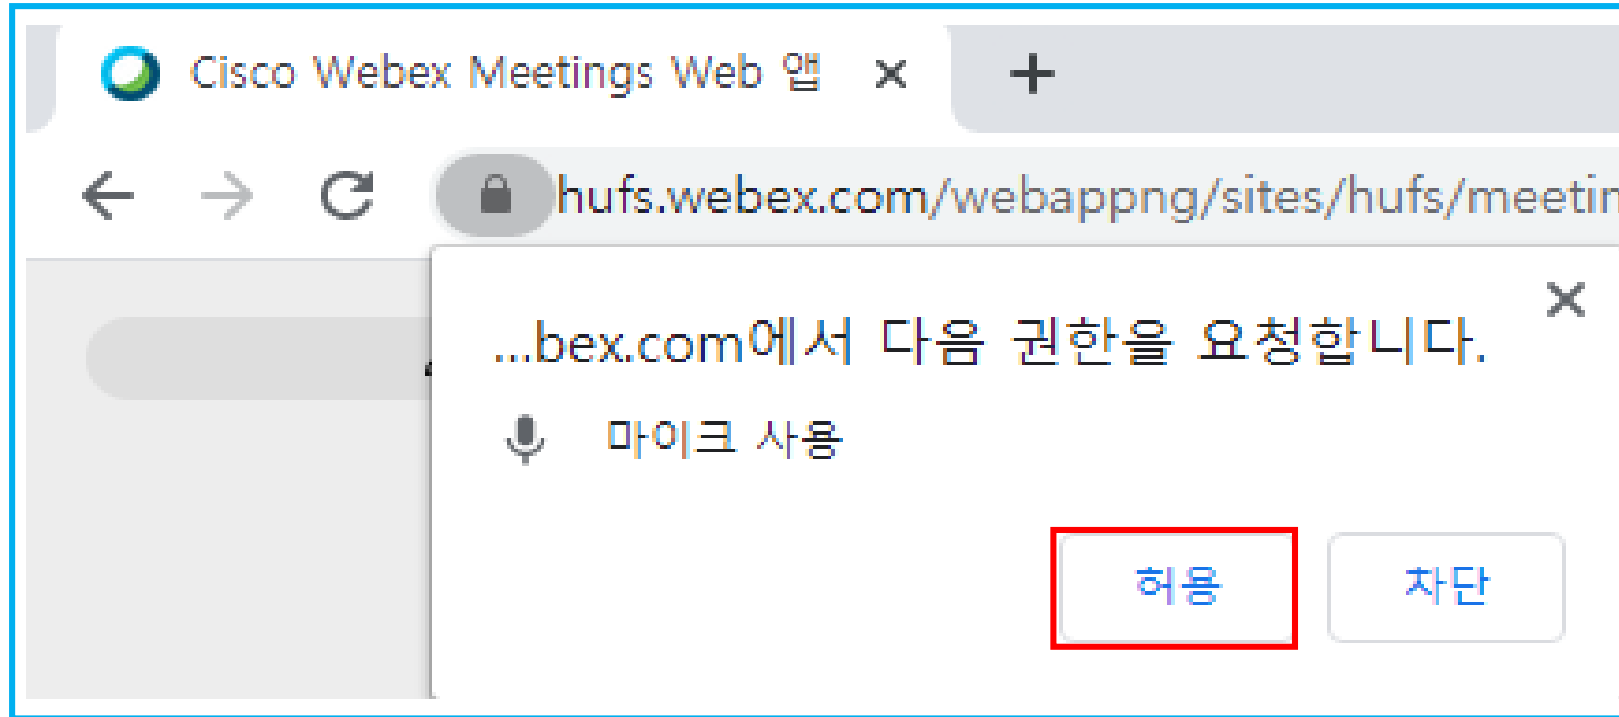 Cisco Webex Meetings Web 앱
hufs.webex.com/webappng/sites/hufs/meetin
...bex.com에서 다음 권한을 요청합니다.
마이크 사용
허용 차단